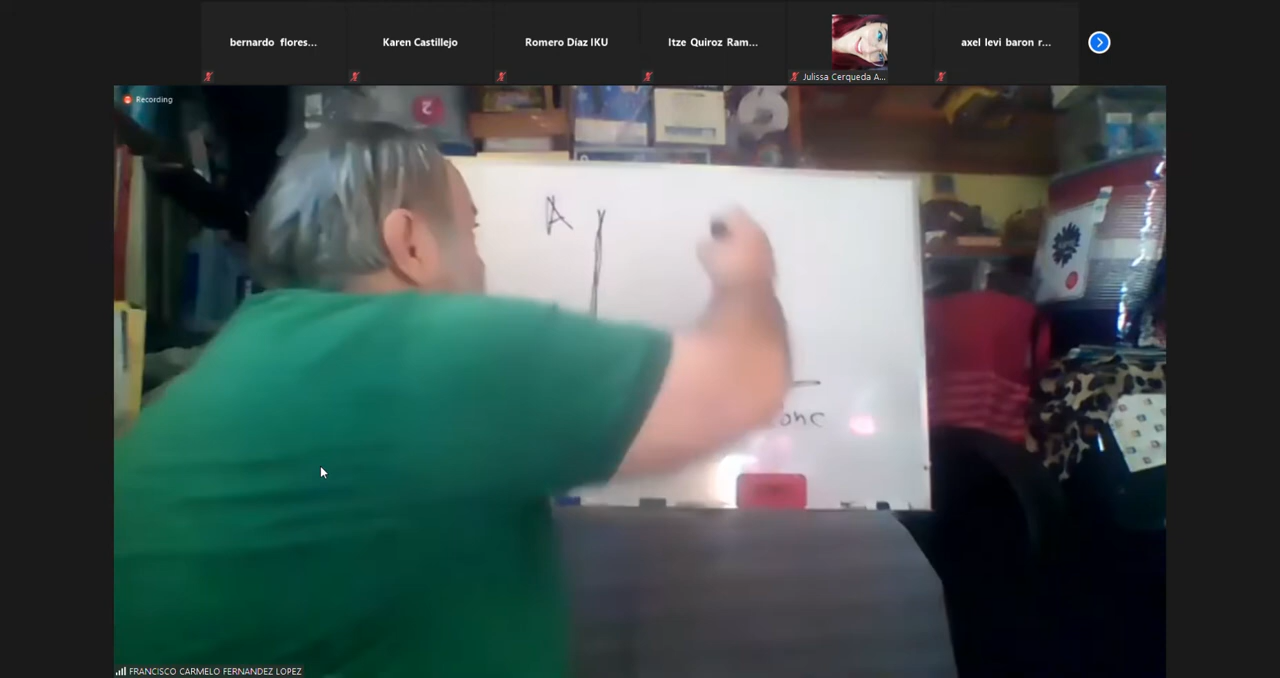 bernardo flores...
Karen Castillejo
Romero Díaz IKU
Itze Quiroz Ram...
Julissa Cerqueda A...
axel levi baron r...
Recording
A
onc
FRANCISCO CARMELO FERNANDEZ LOPEZ